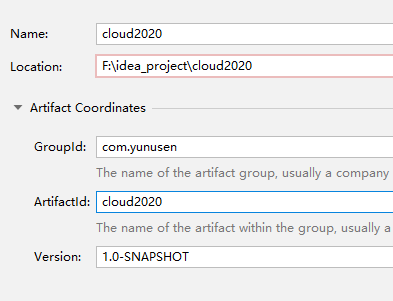 Name: cloud2020
Location: F:\idea_project\cloud2020
Artifact Coordinates
GroupId: com.yunusen
The name of the artifact group, usually a company
ArtifactId: cloud2020
The name of the artifact within the group, usually a
Version: 1.0-SNAPSHOT